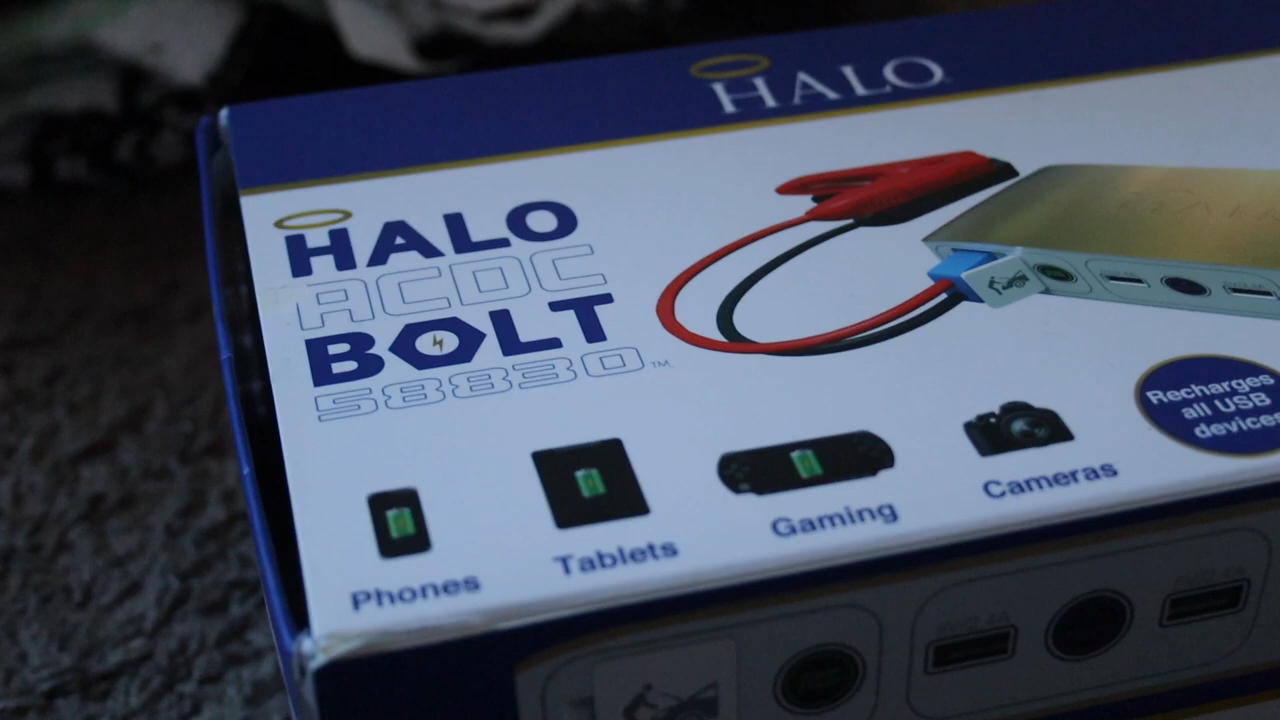 HALO
HALO
ACDC
BOLT
58830™
Recharges
all USB
devices
Phones
Tablets
Gaming
Cameras